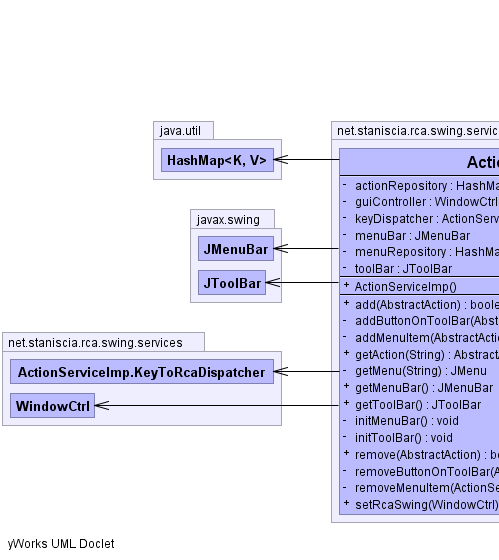 java.util
HashMap<K, V>
javax.swing
JMenuBar
JToolBar
net.staniscia.rca.swing.services
ActionServiceImp.KeyToRcaDispatcher
WindowCtrl
net.staniscia.rca.swing.servic
Actio
- actionRepository : HashMa
- guiController : WindowCtrl
- keyDispatcher : ActionServ
- menuBar : JMenuBar
- menuRepository : HashMa
- toolBar : JToolBar
+ ActionServiceImp()
+ add(AbstractAction) : boole
- addButtonOnToolBar(Abst
- addMenuItem(AbstractActio
+ getAction(String) : Abstract
- getMenu(String) : JMenu
+ getMenuBar() : JMenuBar
+ getToolBar() : JToolBar
- initMenuBar() : void
- initToolBar() : void
+ remove(AbstractAction) : bo
- removeButtonOnToolBar(A
- removeMenuItem(ActionSe
+ setRcaSwing(WindowCtrl)
yWorks UML Doclet